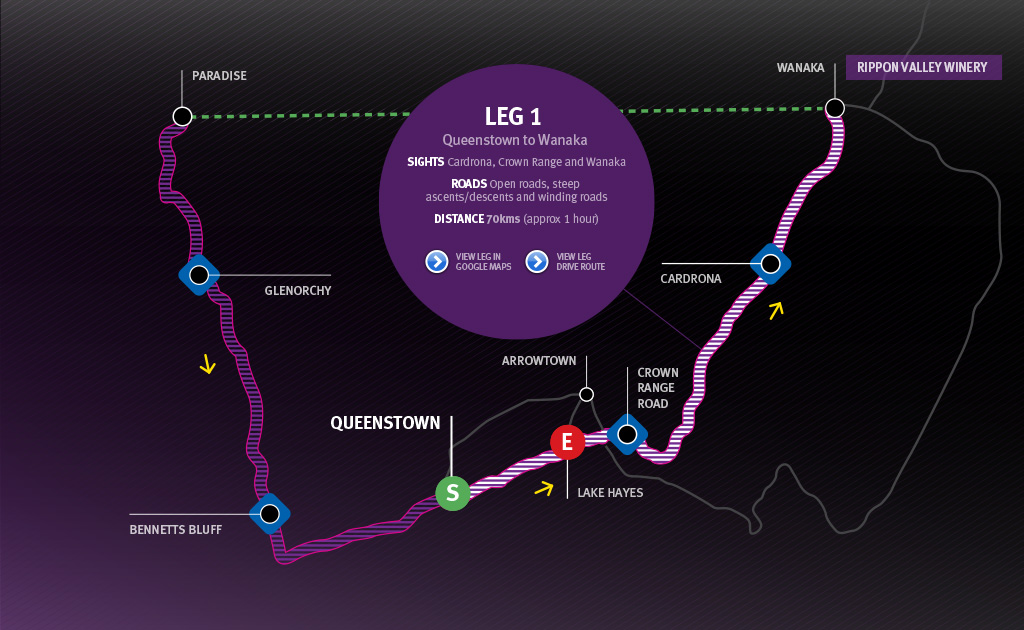 PARADISE
WANAKA
RIPPON VALLEY WINERY
LEG 1
Queenstown to Wanaka
SIGHTS Cardrona, Crown Range and Wanaka
ROADS Open roads, steep
ascents/descents and winding roads
DISTANCE 70kms (approx 1 hour)
VIEW LEG IN
GOOGLE MAPS
VIEW LEG
DRIVE ROUTE
GLENORCHY
CARDRONA
ARROWTOWN
CROWN
RANGE
ROAD
QUEENSTOWN
E
S
LAKE HAYES
BENNETTS BLUFF